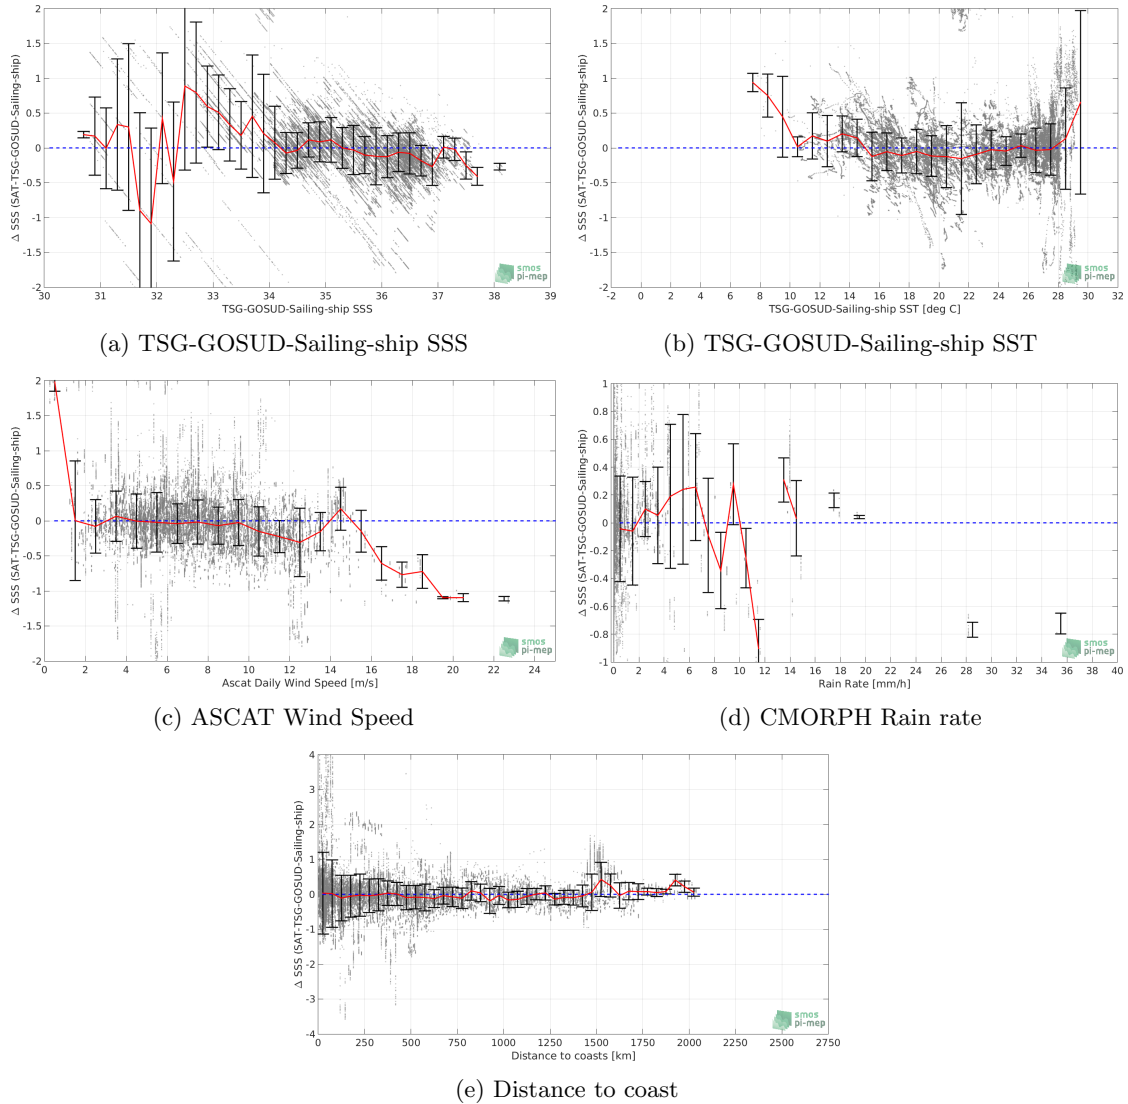 Δ SSS (SAT-TSG-GOSUD-Sailing-ship)
2
1.5
1
0.5
0
-0.5
-1
-1.5
-2
30 31 32 33 34 35 36 37 38 39
TSG-GOSUD-Sailing-ship SSS
smos
pi-mep
(a) TSG-GOSUD-Sailing-ship SSS
Δ SSS (SAT-TSG-GOSUD-Sailing-ship)
2
1.5
1
0.5
0
-0.5
-1
-1.5
-2
-2 0 2 4 6 8 10 12 14 16 18 20 22 24 26 28 30 32
TSG-GOSUD-Sailing-ship SST [deg C]
smos
pi-mep
(b) TSG-GOSUD-Sailing-ship SST
Δ SSS (SAT-TSG-GOSUD-Sailing-ship)
2
1.5
1
0.5
0
-0.5
-1
-1.5
-2
0 2 4 6 8 10 12 14 16 18 20 22 24
Ascat Daily Wind Speed [m/s]
smos
pi-mep
(c) ASCAT Wind Speed
Δ SSS (SAT-TSG-GOSUD-Sailing-ship)
1
0.8
0.6
0.4
0.2
0
-0.2
-0.4
-0.6
-0.8
-1
0 2 4 6 8 10 12 14 16 18 20 22 24 26 28 30 32 34 36 38 40
Rain Rate [mm/h]
smos
pi-mep
(d) CMORPH Rain rate
Δ SSS (SAT-TSG-GOSUD-Sailing-ship)
4
3
2
1
0
-1
-2
-3
-4
0 250 500 750 1000 1250 1500 1750 2000 2250 2500 2750
Distance to coasts [km]
smos
pi-mep
(e) Distance to coast